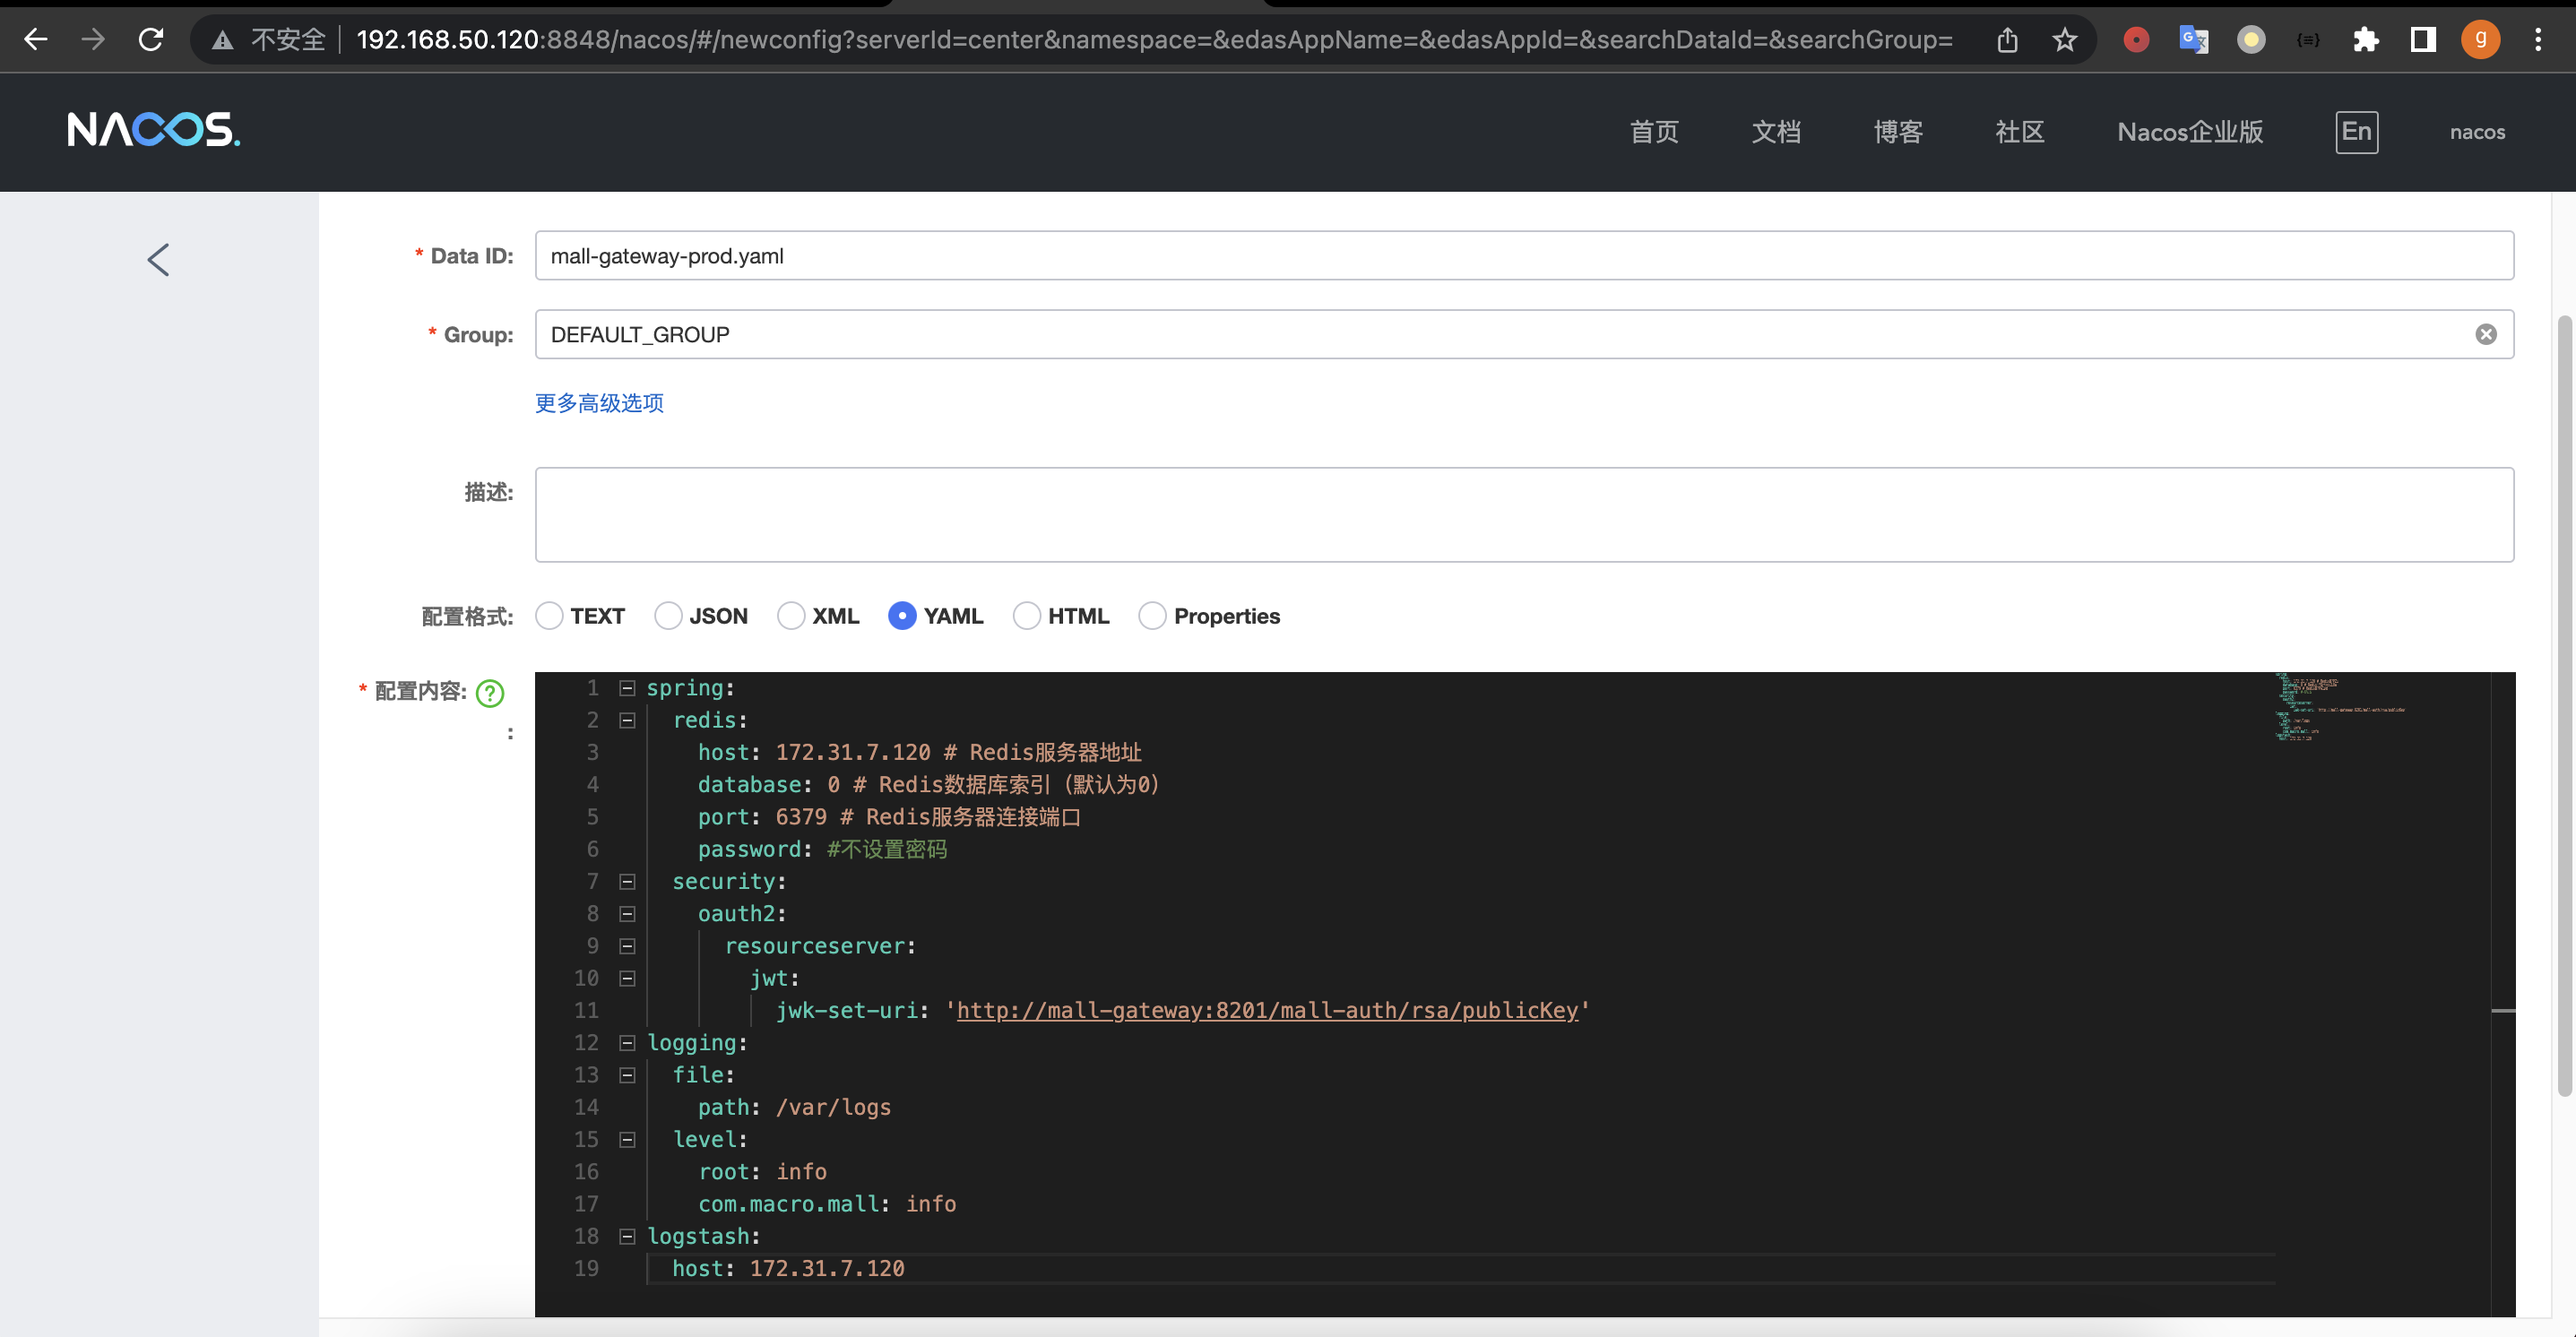 不安全 192.168.50.120:8848/nacos/#/newconfig?serverId=center&namespace=&edasAppName=&edasAppId=&searchDataId=&searchGroup=
g
NACOS.
首页 文档 博客 社区 Nacos企业版 En nacos
* Data ID: mall-gateway-prod.yaml
* Group: DEFAULT_GROUP
更多高级选项
描述:
配置格式: TEXT JSON XML YAML HTML Properties
* 配置内容: ?
:
1 spring:
2   redis:
3     host: 172.31.7.120 # Redis服务器地址
4     database: 0 # Redis数据库索引（默认为0）
5     port: 6379 # Redis服务器连接端口
6     password: #不设置密码
7   security:
8     oauth2:
9       resourceserver:
10         jwt:
11           jwk-set-uri: 'http://mall-gateway:8201/mall-auth/rsa/publicKey'
12 logging:
13   file:
14     path: /var/logs
15   level:
16     root: info
17     com.macro.mall: info
18 logstash:
19   host: 172.31.7.120